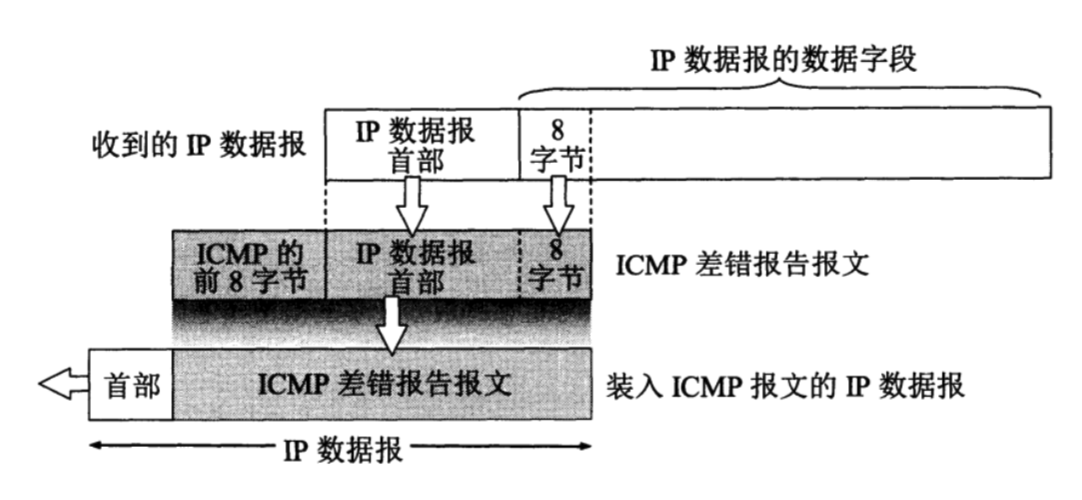 IP 数据报的数据字段
收到的 IP 数据报
IP 数据报
首部
8
字节
ICMP 的
前 8 字节
IP 数据报
首部
8
字节
ICMP 差错报告报文
首部
ICMP 差错报告报文
装入 ICMP 报文的 IP 数据报
IP 数据报